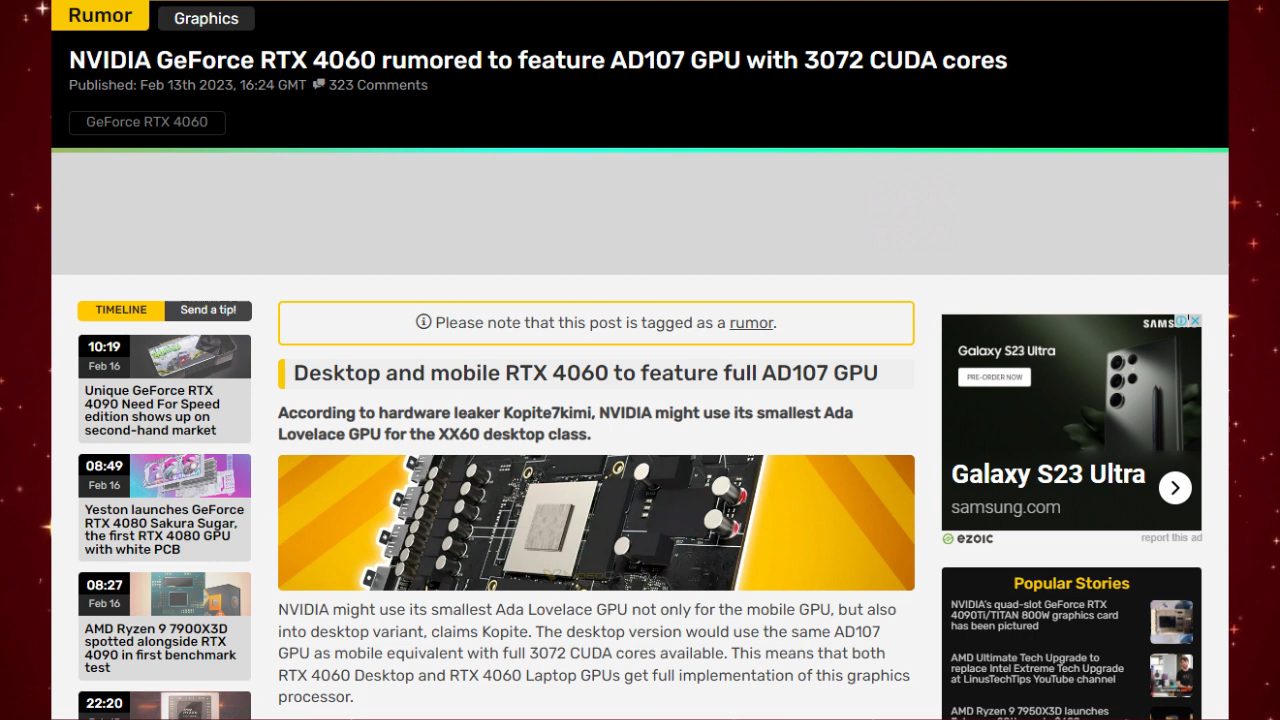 Rumor
Graphics
NVIDIA GeForce RTX 4060 rumored to feature AD107 GPU with 3072 CUDA cores
Published: Feb 13th 2023, 16:24 GMT 323 Comments
GeForce RTX 4060
TIMELINE
Send a tip!
10:19
Feb 16
Unique GeForce RTX
4090 Need For Speed
edition shows up on
second-hand market
08:49
Feb 16
Yeston launches GeForce
RTX 4080 Sakura Sugar,
the first RTX 4080 GPU
with white PCB
08:27
Feb 16
AMD Ryzen 9 7900X3D
spotted alongside RTX
4090 in first benchmark
test
22:20
Please note that this post is tagged as a rumor.
Desktop and mobile RTX 4060 to feature full AD107 GPU
According to hardware leaker Kopite7kimi, NVIDIA might use its smallest Ada
Lovelace GPU for the XX60 desktop class.
NVIDIA might use its smallest Ada Lovelace GPU not only for the mobile GPU, but also
into desktop variant, claims Kopite. The desktop version would use the same AD107
GPU as mobile equivalent with full 3072 CUDA cores available. This means that both
RTX 4060 Desktop and RTX 4060 Laptop GPUs get full implementation of this graphics
processor.
SAMS
Galaxy S23 Ultra
PRE-ORDER NOW
Galaxy S23 Ultra
samsung.com
ezoic
report this ad
Popular Stories
NVIDIA's quad-slot GeForce RTX
4090Ti/TITAN 800W graphics card
has been pictured
AMD Ultimate Tech Upgrade to
replace Intel Extreme Tech Upgrade
at LinusTechTips YouTube channel
AMD Ryzen 9 7950X3D launches